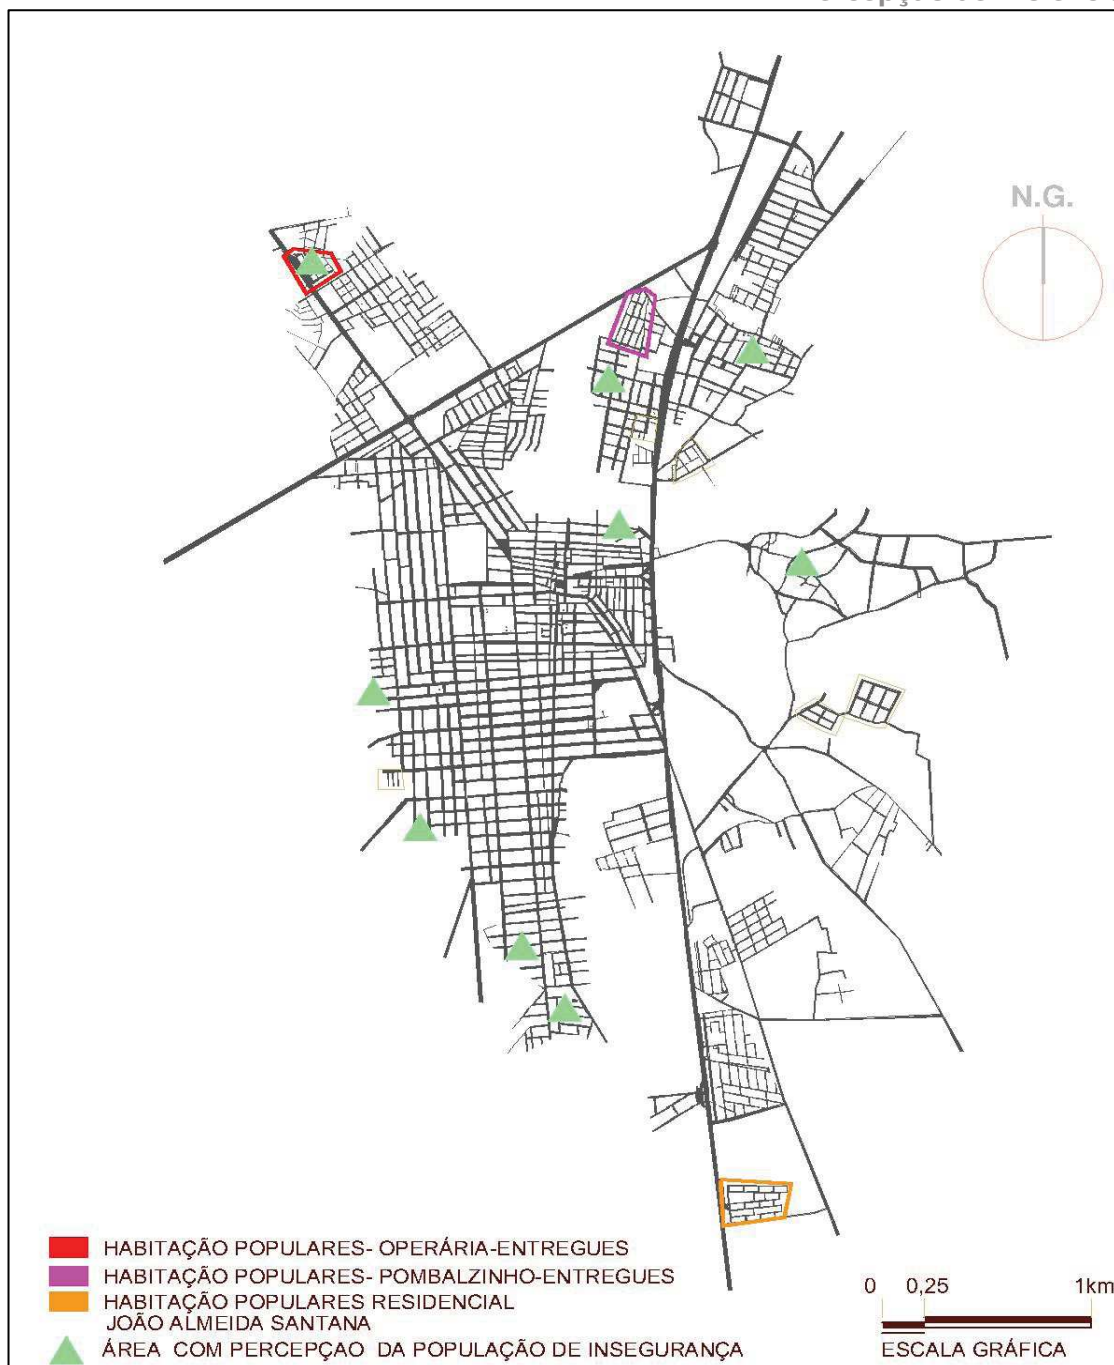 N.G.
HABITAÇÃO POPULARES- OPERÁRIA-ENTREGUES
HABITAÇÃO POPULARES- POMBALZINHO-ENTREGUES
HABITAÇÃO POPULARES RESIDENCIAL
JOÃO ALMEIDA SANTANA
ÁREA COM PERCEPÇAO DA POPULAÇÃO DE INSEGURANÇA
0 0,25 1km
ESCALA GRÁFICA